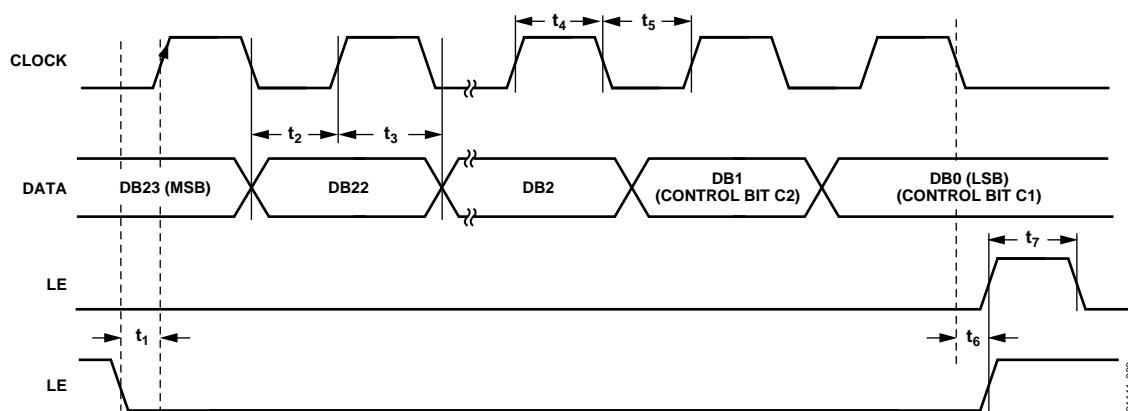 t4
t5
CLOCK
t2
t3
DATA
DB23 (MSB)
DB22
DB2
DB1
(CONTROL BIT C2)
DB0 (LSB)
(CONTROL BIT C1)
t7
LE
t1
t6
LE